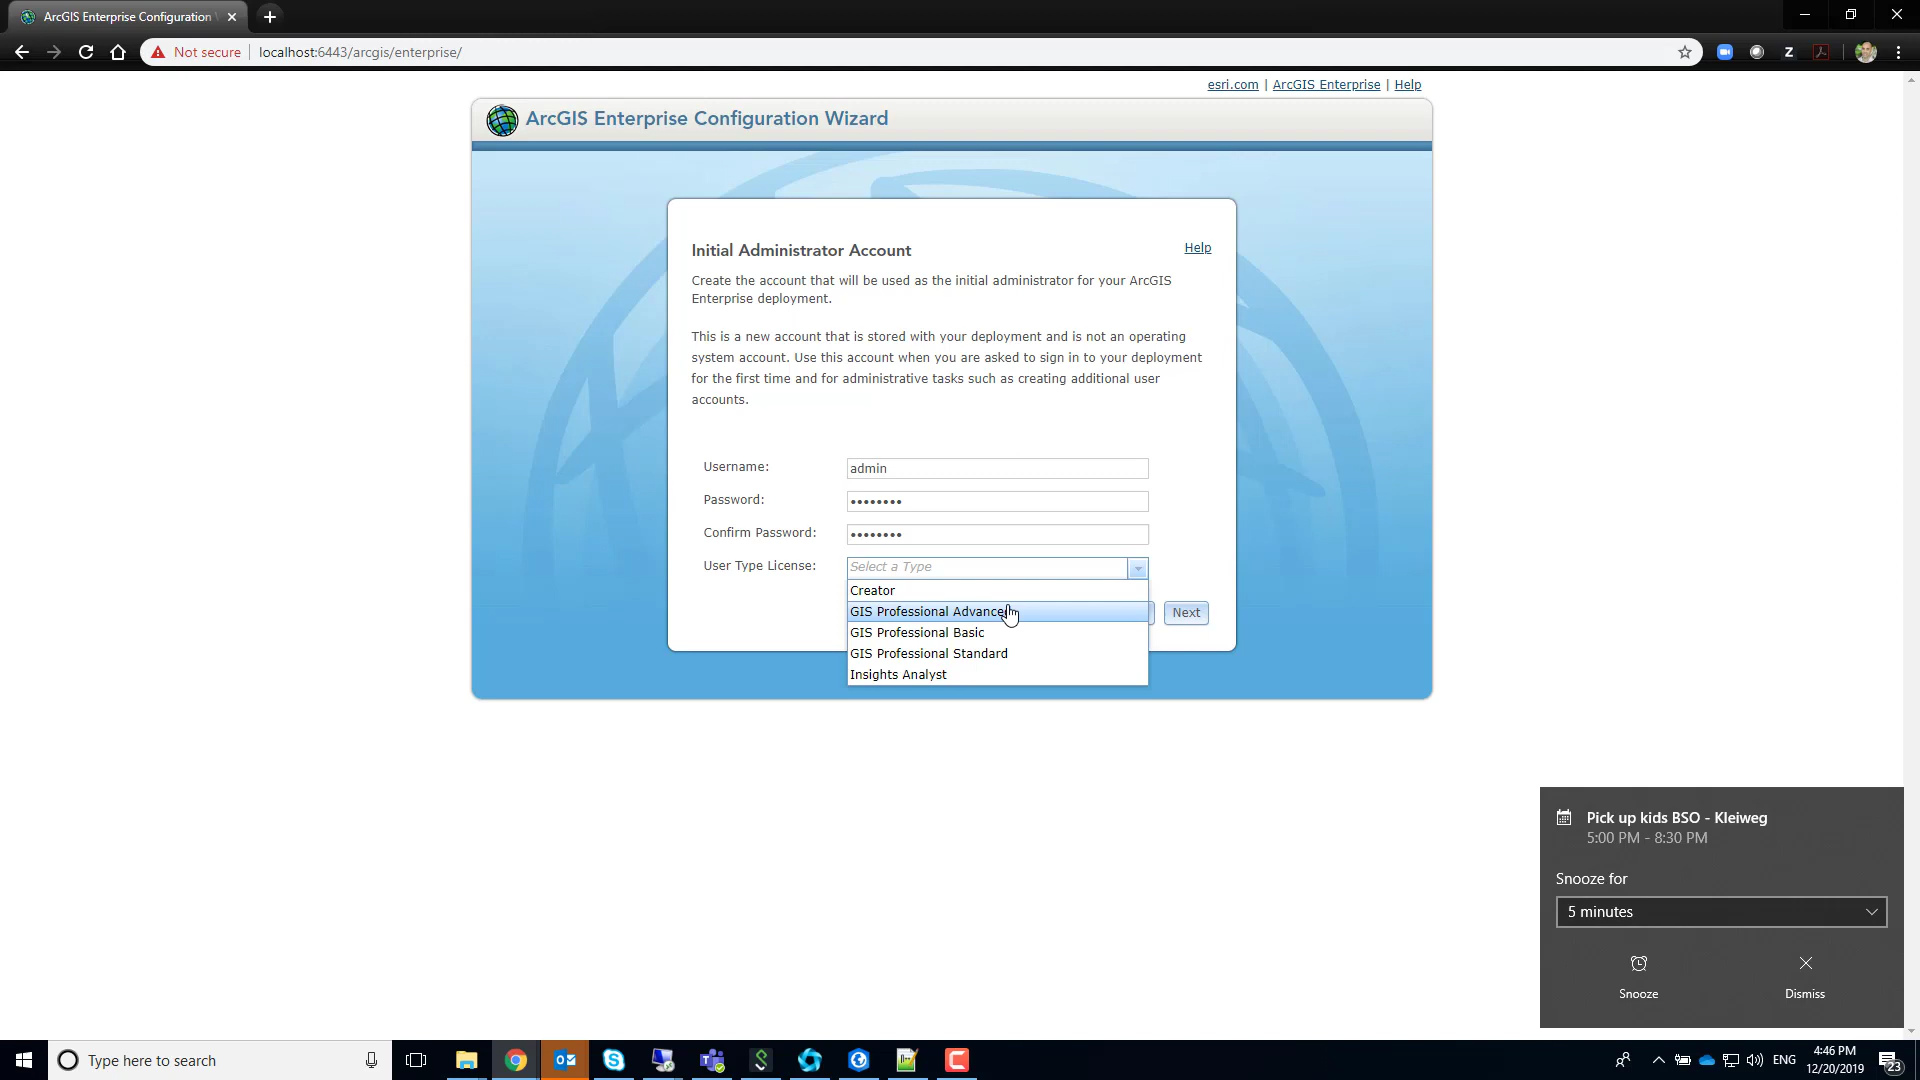 ArcGIS Enterprise Configuration
Not secure
localhost:6443/arcgis/enterprise/
esri.com | ArcGIS Enterprise | Help
ArcGIS Enterprise Configuration Wizard
Initial Administrator Account
Help
Create the account that will be used as the initial administrator for your ArcGIS
Enterprise deployment.
This is a new account that is stored with your deployment and is not an operating
system account. Use this account when you are asked to sign in to your deployment
for the first time and for administrative tasks such as creating additional user
accounts.
Username: admin
Password: ••••••••
Confirm Password: ••••••••
User Type License: Select a Type
Creator
GIS Professional Advanced
Next
GIS Professional Basic
GIS Professional Standard
Insights Analyst
Pick up kids BSO - Kleiweg
5:00 PM - 8:30 PM
Snooze for
5 minutes
Snooze
Dismiss
Type here to search
ENG
4:46 PM
12/20/2019
23